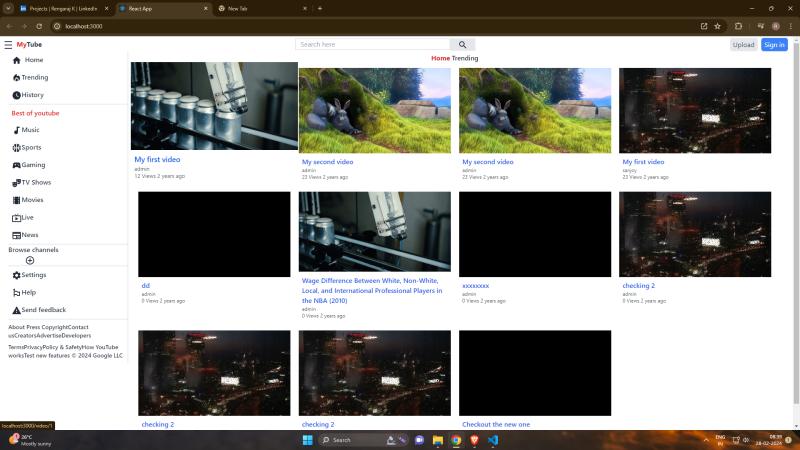 Projects | Rengaraj K | LinkedIn
React App
New Tab
localhost:3000
MyTube
Search here
Upload
Sign in
Home Trending
Home
Trending
History
Best of youtube
Music
Sports
Gaming
TV Shows
Movies
Live
News
Browse channels
Settings
Help
Send feedback
About Press CopyrightContact
usCreatorsAdvertiseDevelopers
TermsPrivacyPolicy & SafetyHow YouTube
worksTest new features © 2024 Google LLC
My first video
admin
12 Views 2 years ago
My second video
admin
23 Views 2 years ago
My second video
admin
23 Views 2 years ago
My first video
sanjoy
23 Views 2 years ago
dd
admin
0 Views 2 years ago
Wage Difference Between White, Non-White,
Local, and International Professional Players in
the NBA (2010)
admin
0 Views 2 years ago
xxxxxxxx
admin
0 Views 2 years ago
checking 2
admin
0 Views 2 years ago
checking 2
checking 2
Checkout the new one
localhost:3000/video/1
26°C
Mostly sunny
Search
ENG
IN
08:39
28-02-2024